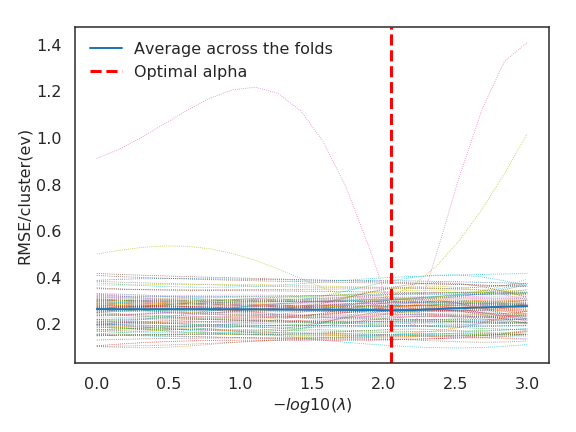 1.4
1.2
1.0
0.8
0.6
0.4
0.2
RMSE/cluster(ev)
Average across the folds
Optimal alpha
0.0 0.5 1.0 1.5 2.0 2.5 3.0
−log10(λ)